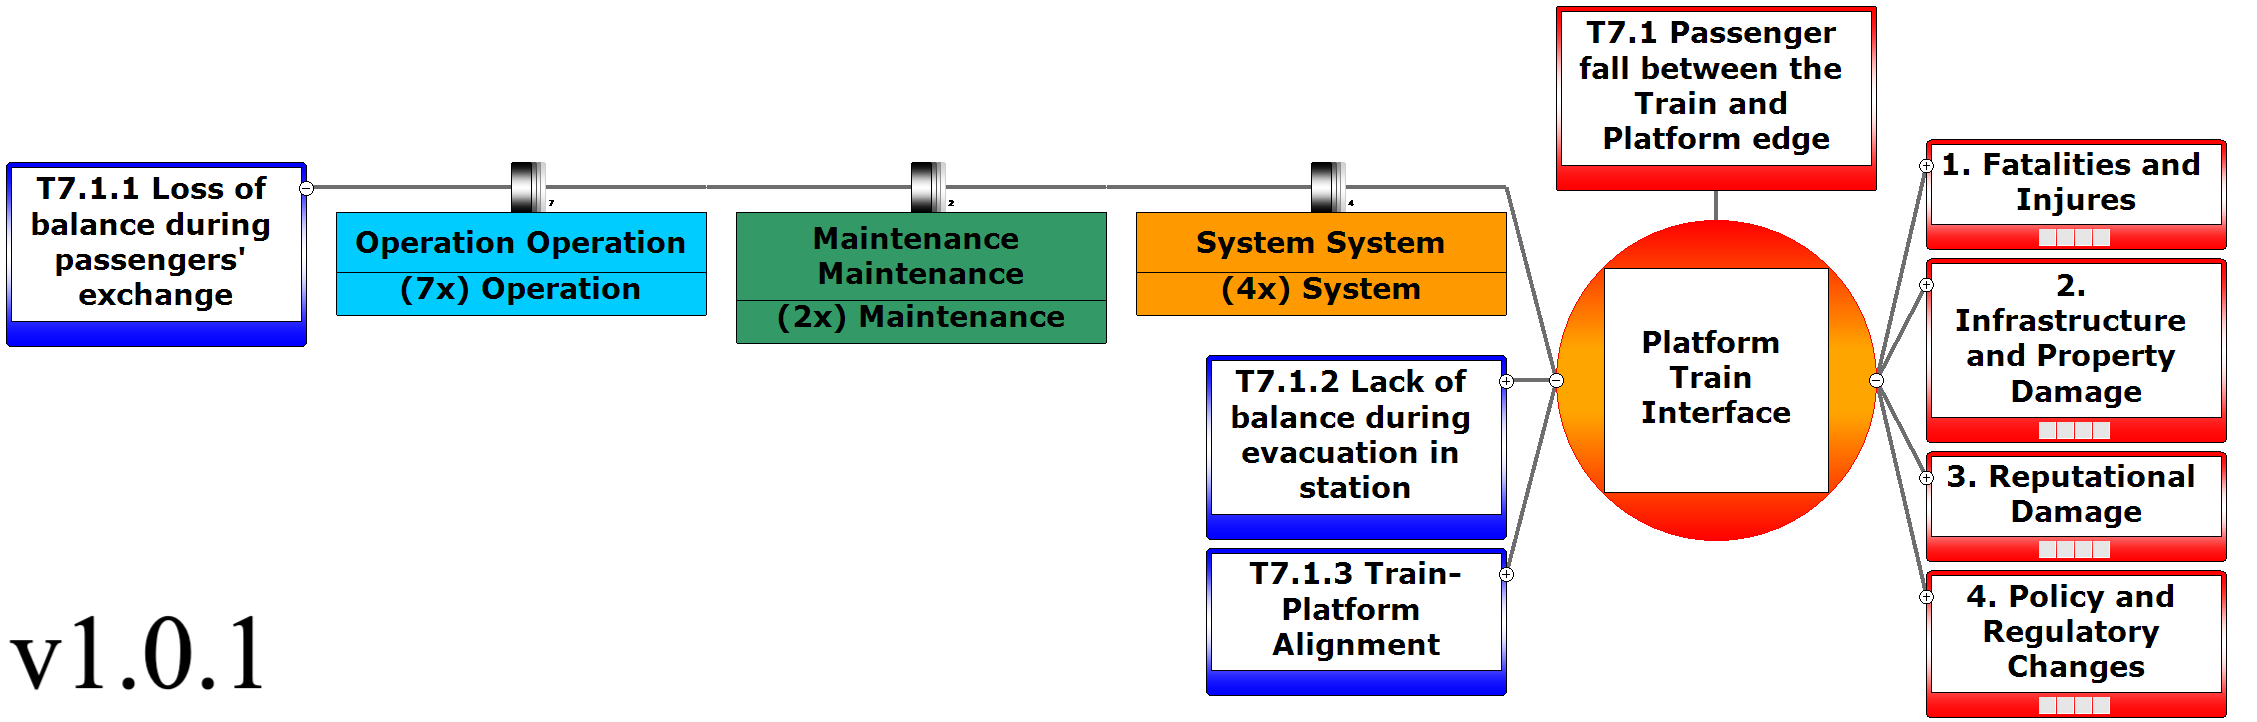 T7.1 Passenger
fall between the
Train and
Platform edge
T7.1.1 Loss of
balance during
passengers'
exchange
7
Operation Operation
(7x) Operation
2
Maintenance
Maintenance
(2x) Maintenance
4
System System
(4x) System
T7.1.2 Lack of
balance during
evacuation in
station
T7.1.3 Train-
Platform
Alignment
Platform
Train
Interface
1. Fatalities and
Injures
2.
Infrastructure
and Property
Damage
3. Reputational
Damage
4. Policy and
Regulatory
Changes
v1.0.1